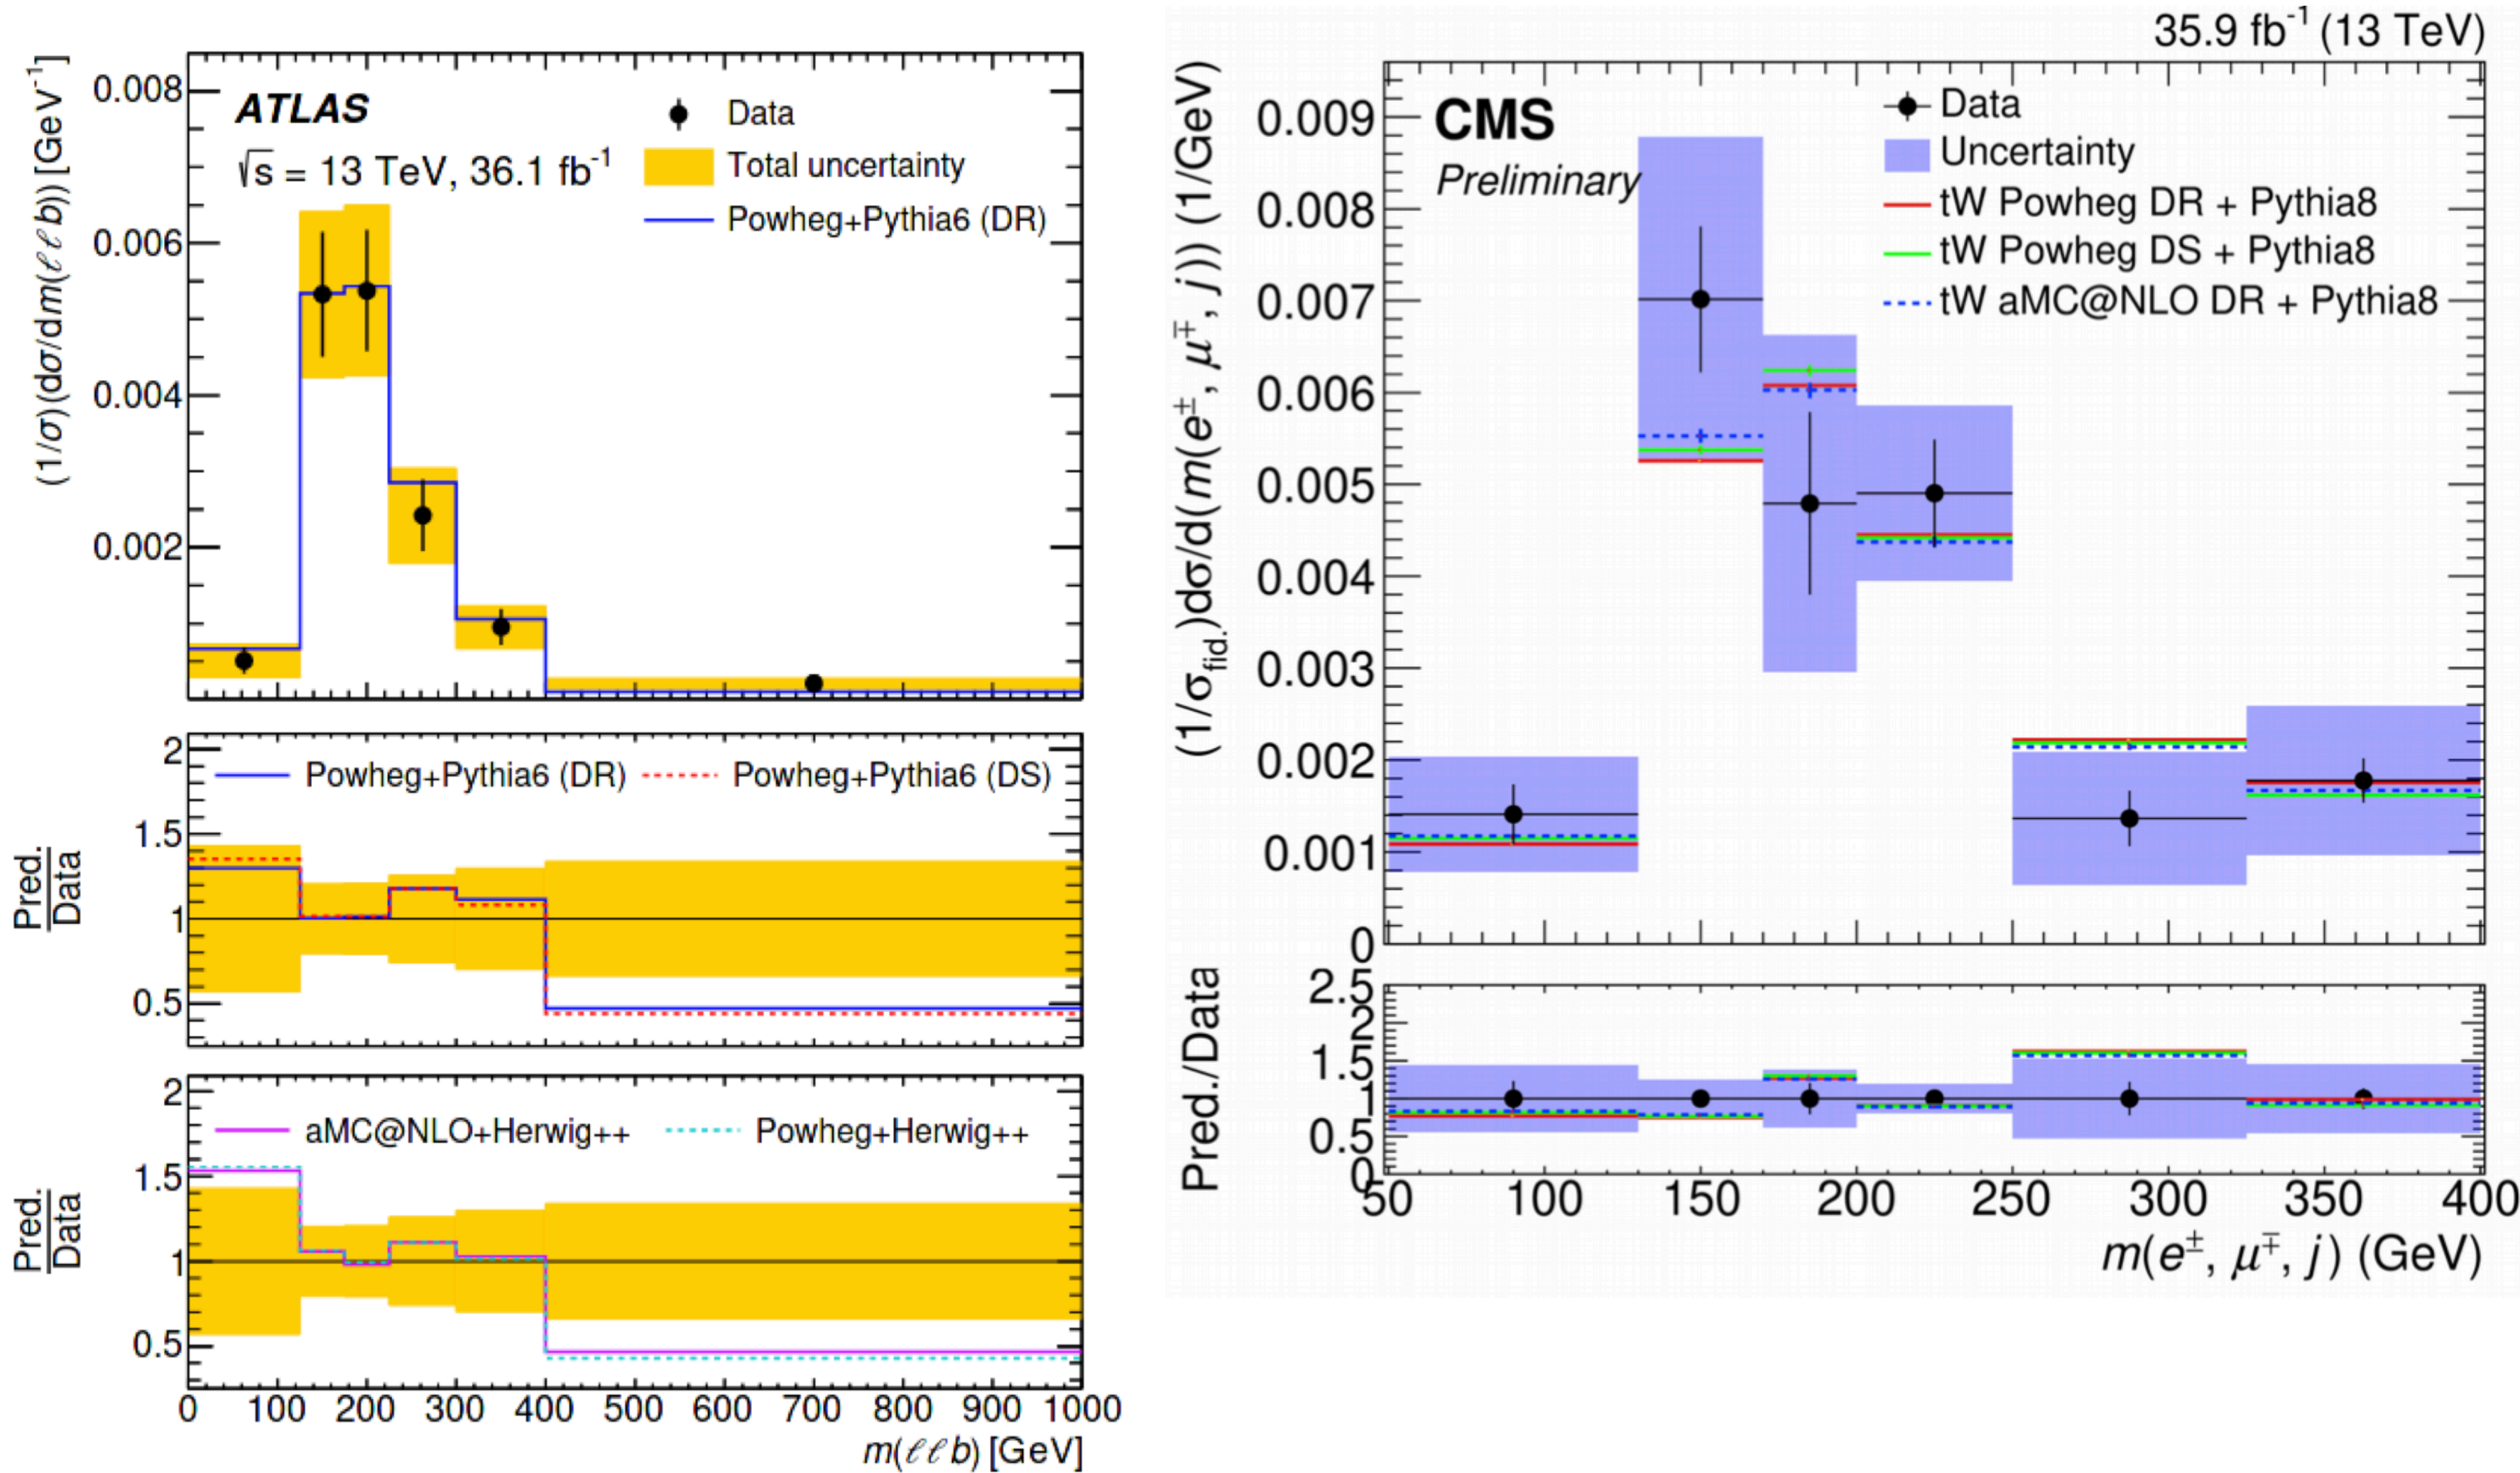 ATLAS
√s = 13 TeV, 36.1 fb⁻¹
Data
Total uncertainty
Powheg+Pythia6 (DR)
(1/σ)(dσ/dm(ℓℓb)) [GeV⁻¹]
0.008
0.006
0.004
0.002
Powheg+Pythia6 (DR) Powheg+Pythia6 (DS)
Pred.
Data
2
1.5
1
0.5
aMC@NLO+Herwig++ Powheg+Herwig++
Pred.
Data
2
1.5
1
0.5
0 100 200 300 400 500 600 700 800 900 1000
m(ℓℓb) [GeV]
35.9 fb⁻¹ (13 TeV)
CMS
Preliminary
Data
Uncertainty
tW Powheg DR + Pythia8
tW Powheg DS + Pythia8
tW aMC@NLO DR + Pythia8
(1/σ_fid.)dσ/d(m(e±, μ∓, j)) (1/GeV)
0.009
0.008
0.007
0.006
0.005
0.004
0.003
0.002
0.001
0
Pred./Data
2.5
2
1.5
1
0.5
0
50 100 150 200 250 300 350 400
m(e±, μ∓, j) (GeV)